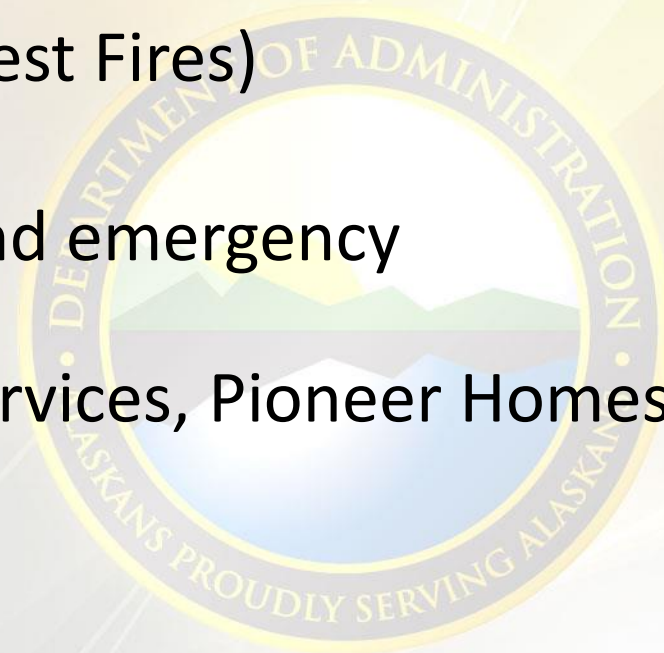 est Fires)
nd emergency
rvices, Pioneer Homes
• DEPARTMENT OF ADMINISTRATION •
ALASKANS PROUDLY SERVING ALASKANS